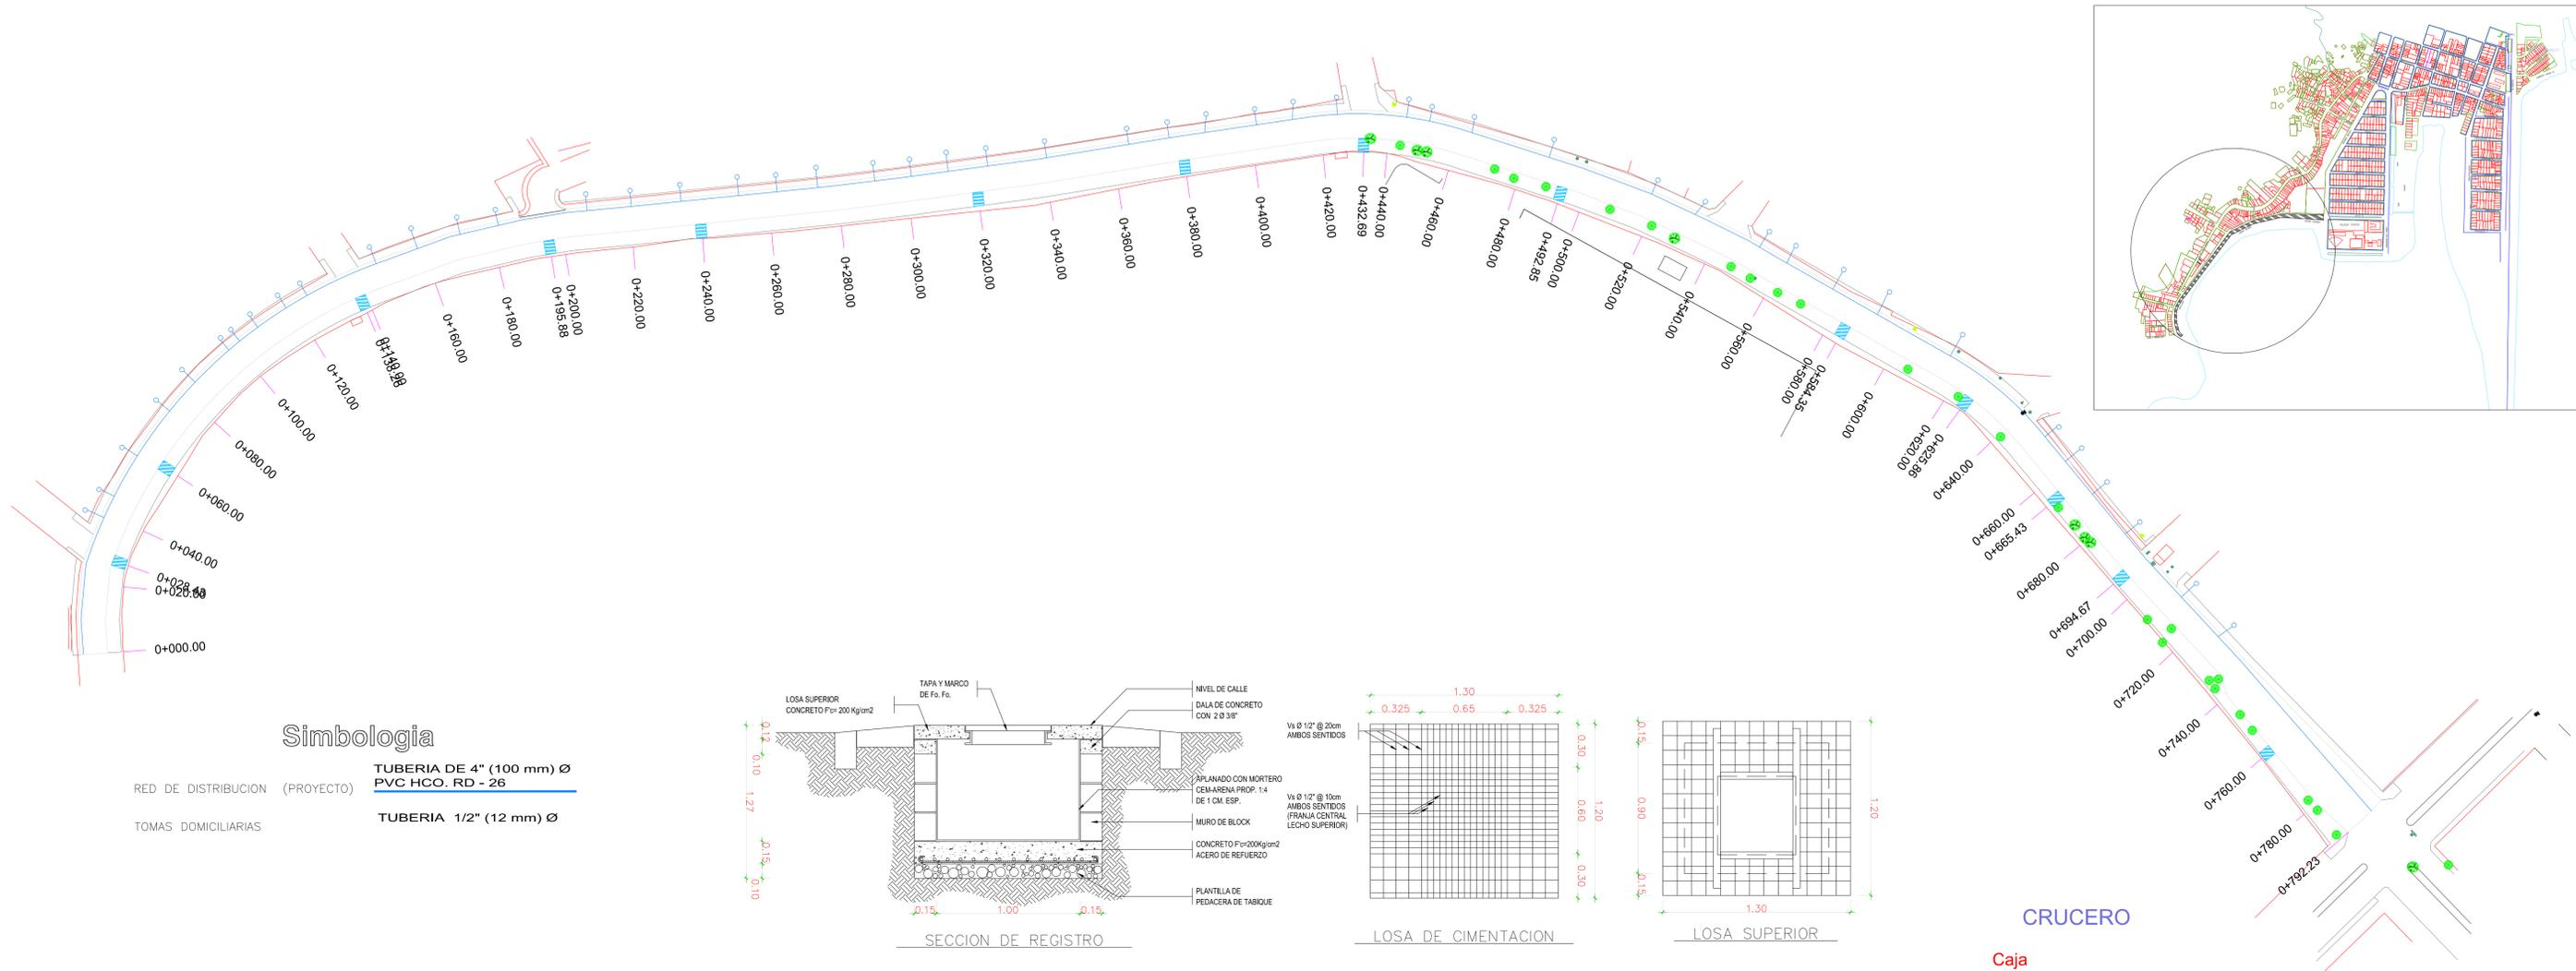 0+000.00
0+020.00
0+028.43
0+040.00
0+060.00
0+080.00
0+100.00
0+120.00
0+138.26
0+140.00
0+160.00
0+180.00
0+195.88
0+200.00
0+220.00
0+240.00
0+260.00
0+280.00
0+300.00
0+320.00
0+340.00
0+360.00
0+380.00
0+400.00
0+420.00
0+432.69
0+440.00
0+460.00
0+4800.00
0+492.85
0+500.00
0+520.00
0+540.00
0+560.00
0+580.00
0+584.35
0+600.00
0+620.00
0+625.86
0+640.00
0+660.00
0+665.43
0+680.00
0+694.67
0+700.00
0+720.00
0+740.00
0+760.00
0+780.00
0+792.23
Simbologia
RED DE DISTRIBUCION (PROYECTO)
TUBERIA DE 4" (100 mm) Ø
PVC HCO. RD - 26
TOMAS DOMICILIARIAS
TUBERIA 1/2" (12 mm) Ø
LOSA SUPERIOR
CONCRETO F'c= 200 Kg/cm2
TAPA Y MARCO
DE Fo. Fo.
NIVEL DE CALLE
DALA DE CONCRETO
CON 2 Ø 3/8"
APLANADO CON MORTERO
CEM-ARENA PROP. 1:4
DE 1 CM. ESP.
MURO DE BLOCK
CONCRETO F'c=200Kg/cm2
ACERO DE REFUERZO
PLANTILLA DE
PEDACERA DE TABIQUE
0.12
0.10
1.27
0.15
0.10
0.15
1.00
0.15
SECCION DE REGISTRO
1.30
0.325
0.65
0.325
Vs Ø 1/2" @ 20cm
AMBOS SENTIDOS
Vs Ø 1/2" @ 10cm
AMBOS SENTIDOS
(FRANJA CENTRAL
LECHO SUPERIOR)
0.30
0.60
1.20
0.30
LOSA DE CIMENTACION
0.15
0.90
0.15
1.20
1.30
LOSA SUPERIOR
CRUCERO
Caja